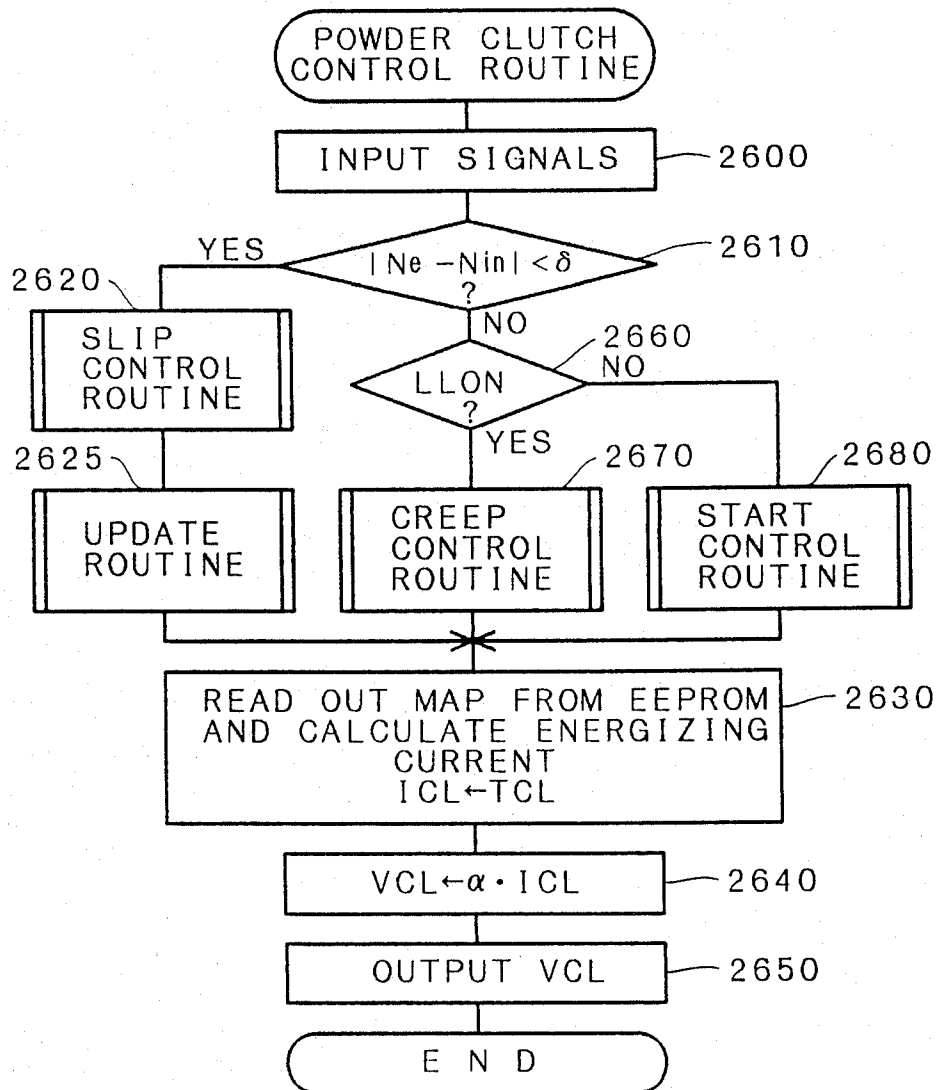 POWDER CLUTCH
CONTROL ROUTINE
INPUT SIGNALS
2600
YES
|Ne-Nin|<δ
?
2610
NO
2620
SLIP
CONTROL
ROUTINE
2660
LLON
?
NO
YES
2625
UPDATE
ROUTINE
2670
CREEP
CONTROL
ROUTINE
2680
START
CONTROL
ROUTINE
READ OUT MAP FROM EEPROM
AND CALCULATE ENERGIZING
CURRENT
ICL←TCL
2630
VCL←α・ICL
2640
OUTPUT VCL
2650
END